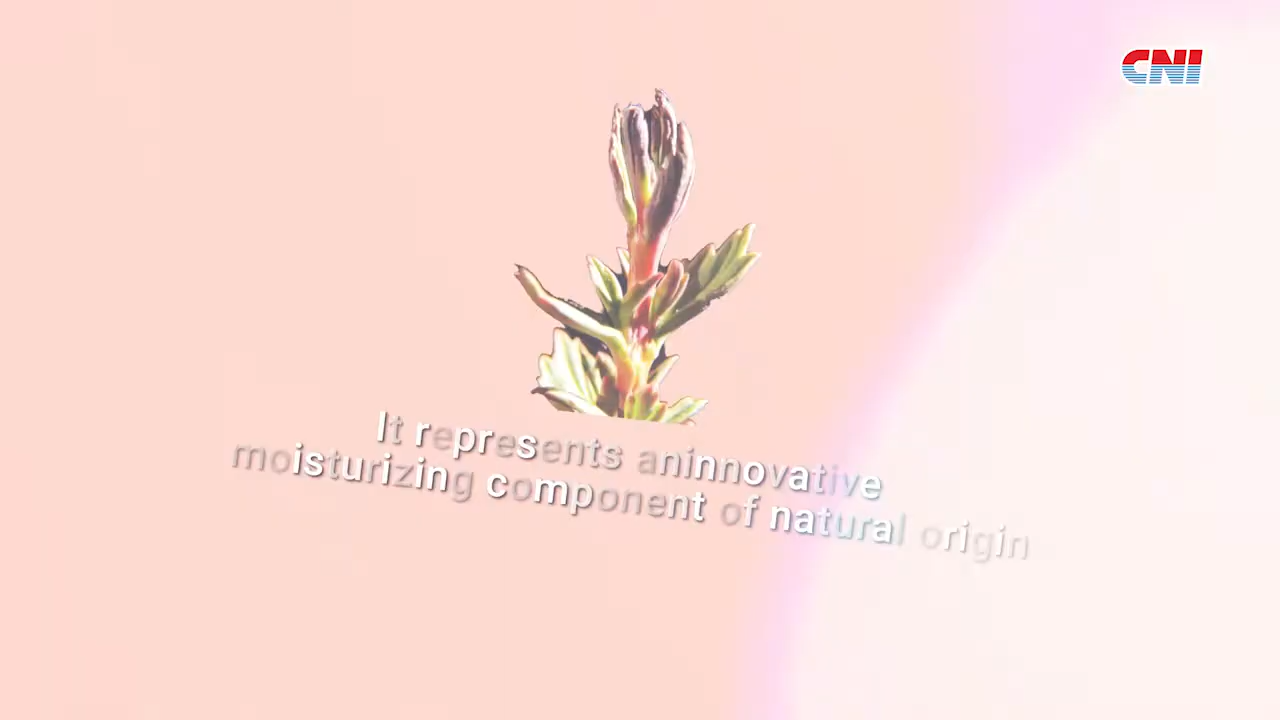 CNI
It represents aninnovative
moisturizing component of natural origin